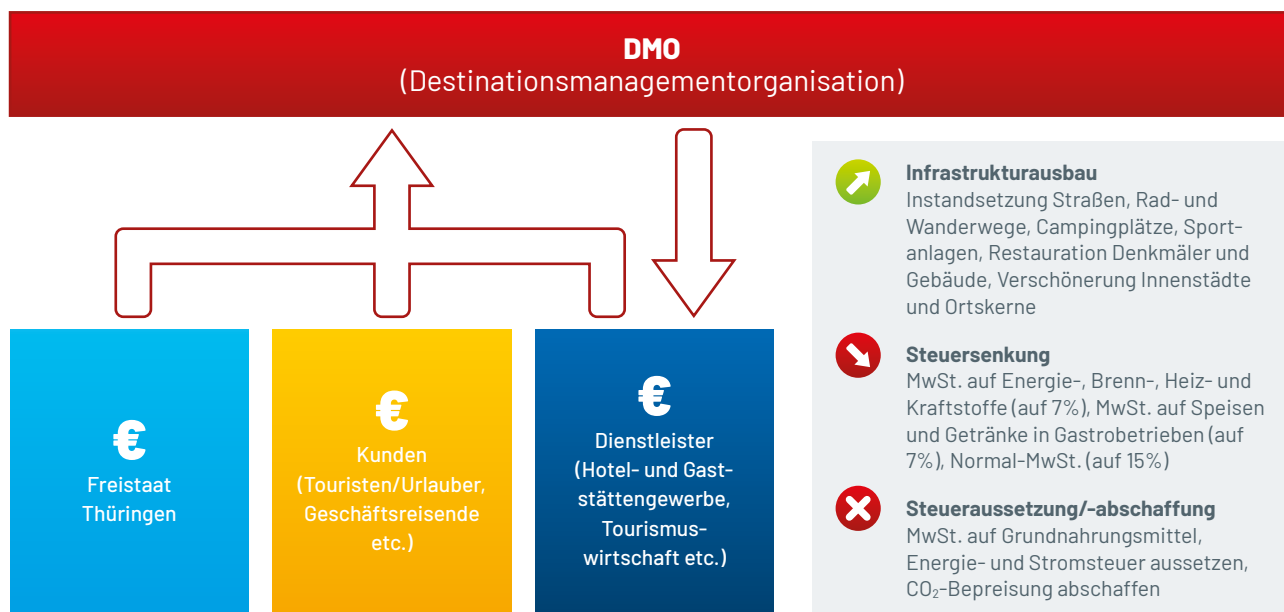 DMO
(Destinationsmanagementorganisation)
€
Freistaat
Thüringen
€
Kunden
(Touristen/Urlauber,
Geschäftsreisende
etc.)
€
Dienstleister
(Hotel- und Gast-
stättengewerbe,
Tourismus-
wirtschaft etc.)
Infrastrukturausbau
Instandsetzung Straßen, Rad- und
Wanderwege, Campingplätze, Sport-
anlagen, Restauration Denkmäler und
Gebäude, Verschönerung Innenstädte
und Ortskerne
Steuersenkung
MwSt. auf Energie-, Brenn-, Heiz- und
Kraftstoffe (auf 7%), MwSt. auf Speisen
und Getränke in Gastrobetrieben (auf
7%), Normal-MwSt. (auf 15%)
Steueraussetzung/-abschaffung
MwSt. auf Grundnahrungsmittel,
Energie- und Stromsteuer aussetzen,
CO₂-Bepreisung abschaffen